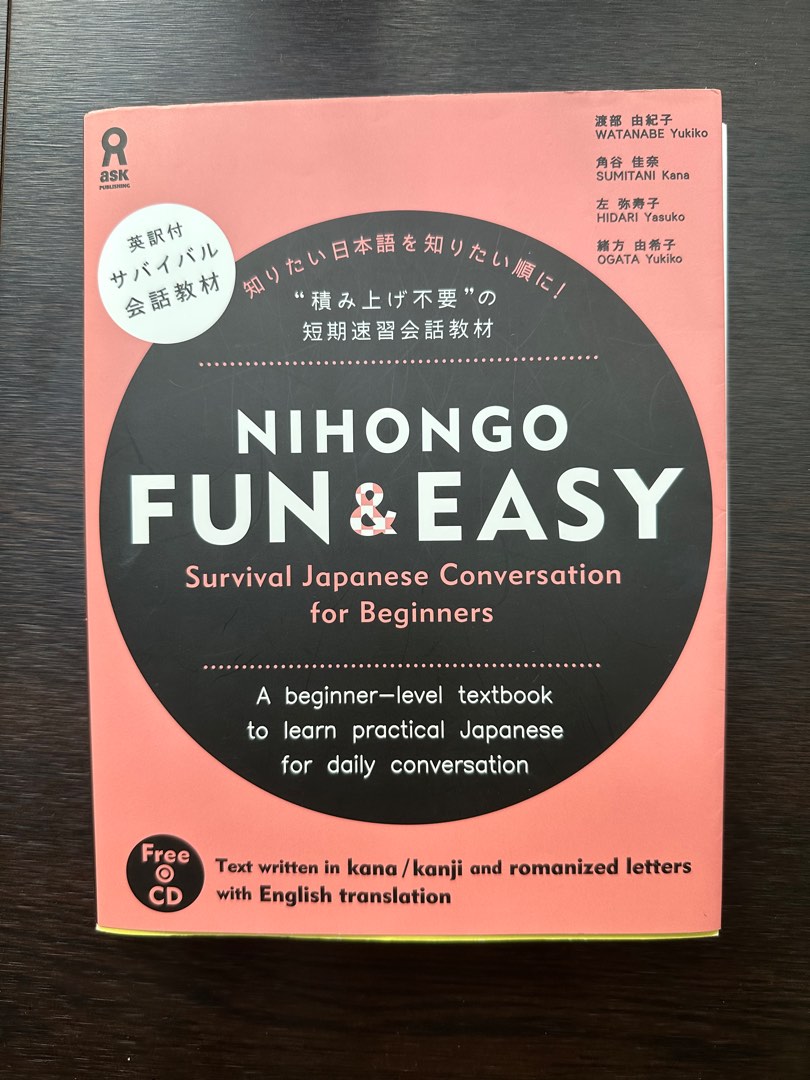 ask
PUBLISHING
渡部 由紀子
WATANABE Yukiko
角谷 佳奈
SUMITANI Kana
左 弥寿子
HIDARI Yasuko
緒方 由希子
OGATA Yukiko
英訳付
サバイバル
会話教材
知りたい日本語を知りたい順に!
“積み上げ不要”の
短期速習会話教材
NIHONGO
FUN & EASY
Survival Japanese Conversation
for Beginners
A beginner-level textbook
to learn practical Japanese
for daily conversation
Free
CD
Text written in kana/kanji and romanized letters
with English translation